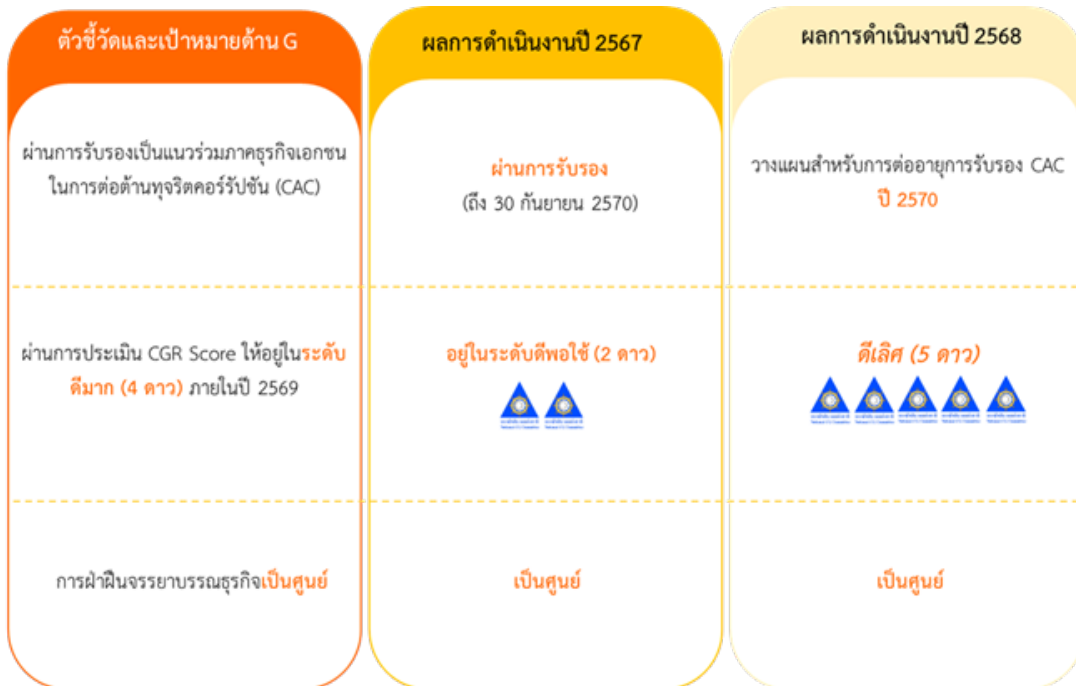 ตัวชี้วัดและเป้าหมายด้าน G
ผลการดำเนินงานปี 2567
ผลการดำเนินงานปี 2568
ผ่านการรับรองเป็นแนวร่วมภาคธุรกิจเอกชน
ในการต่อต้านทุจริตคอร์รัปชัน (CAC)
ผ่านการรับรอง
(ถึง 30 กันยายน 2570)
วางแผนสำหรับการต่ออายุการรับรอง CAC
ปี 2570
ผ่านการประเมิน CGR Score ให้อยู่ในระดับ
ดีมาก (4 ดาว) ภายในปี 2569
อยู่ในระดับดีพอใช้ (2 ดาว)
ดีเลิศ (5 ดาว)
การฝ่าฝืนจรรยาบรรณธุรกิจเป็นศูนย์
เป็นศูนย์
เป็นศูนย์